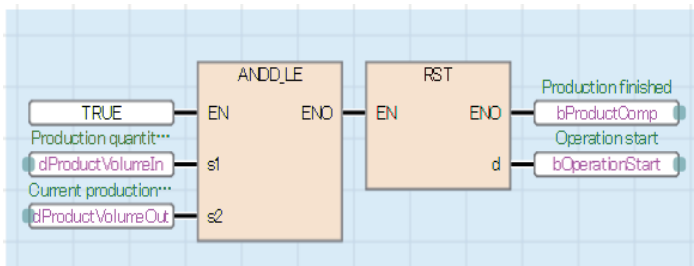 ANDD_LE
RST
Production finished
TRUE
EN
ENO
EN
ENO
bProductComp
Production quantit…
Operation start
dProductVolumeIn
s1
d
bOperationStart
Current production…
dProductVolumeOut
s2